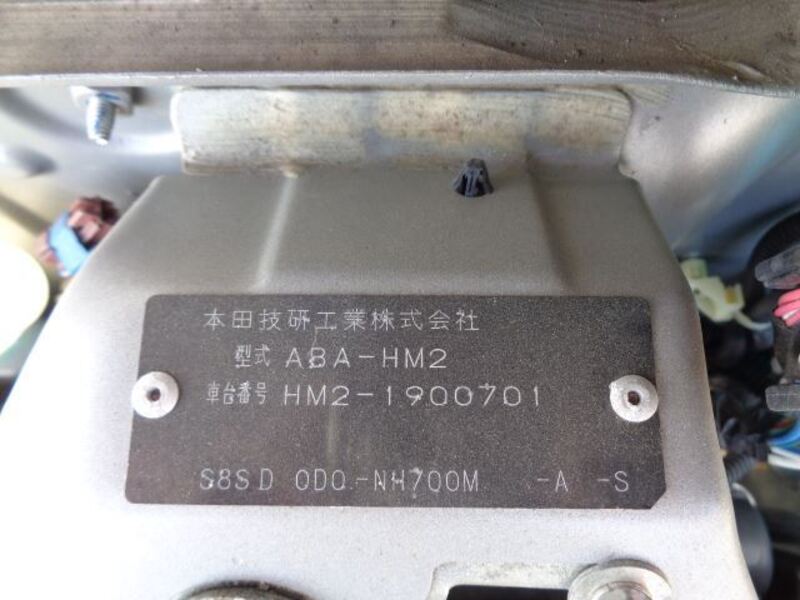 本田技研工業株式会社
型式 ABA-HM2
車台番号 HM2-1900701
S8SD 0D0 -NH700M -A -S